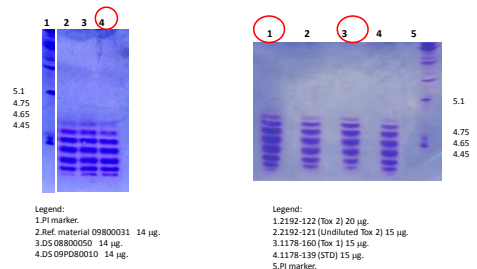 1 2 3 4
5.1
4.75
4.65
4.45
Legend:
1.PI marker.
2.Ref. material 09800031 14 µg.
3.DS 08800050 14 µg.
4.DS 09PD80010 14 µg.
1 2 3 4 5
5.1
4.75
4.65
4.45
Legend:
1.2192-122 (Tox 2) 20 µg.
2.2192-121 (Undiluted Tox 2) 15 µg.
3.1178-160 (Tox 1) 15 µg.
4.1178-139 (STD) 15 µg.
5.PI marker.